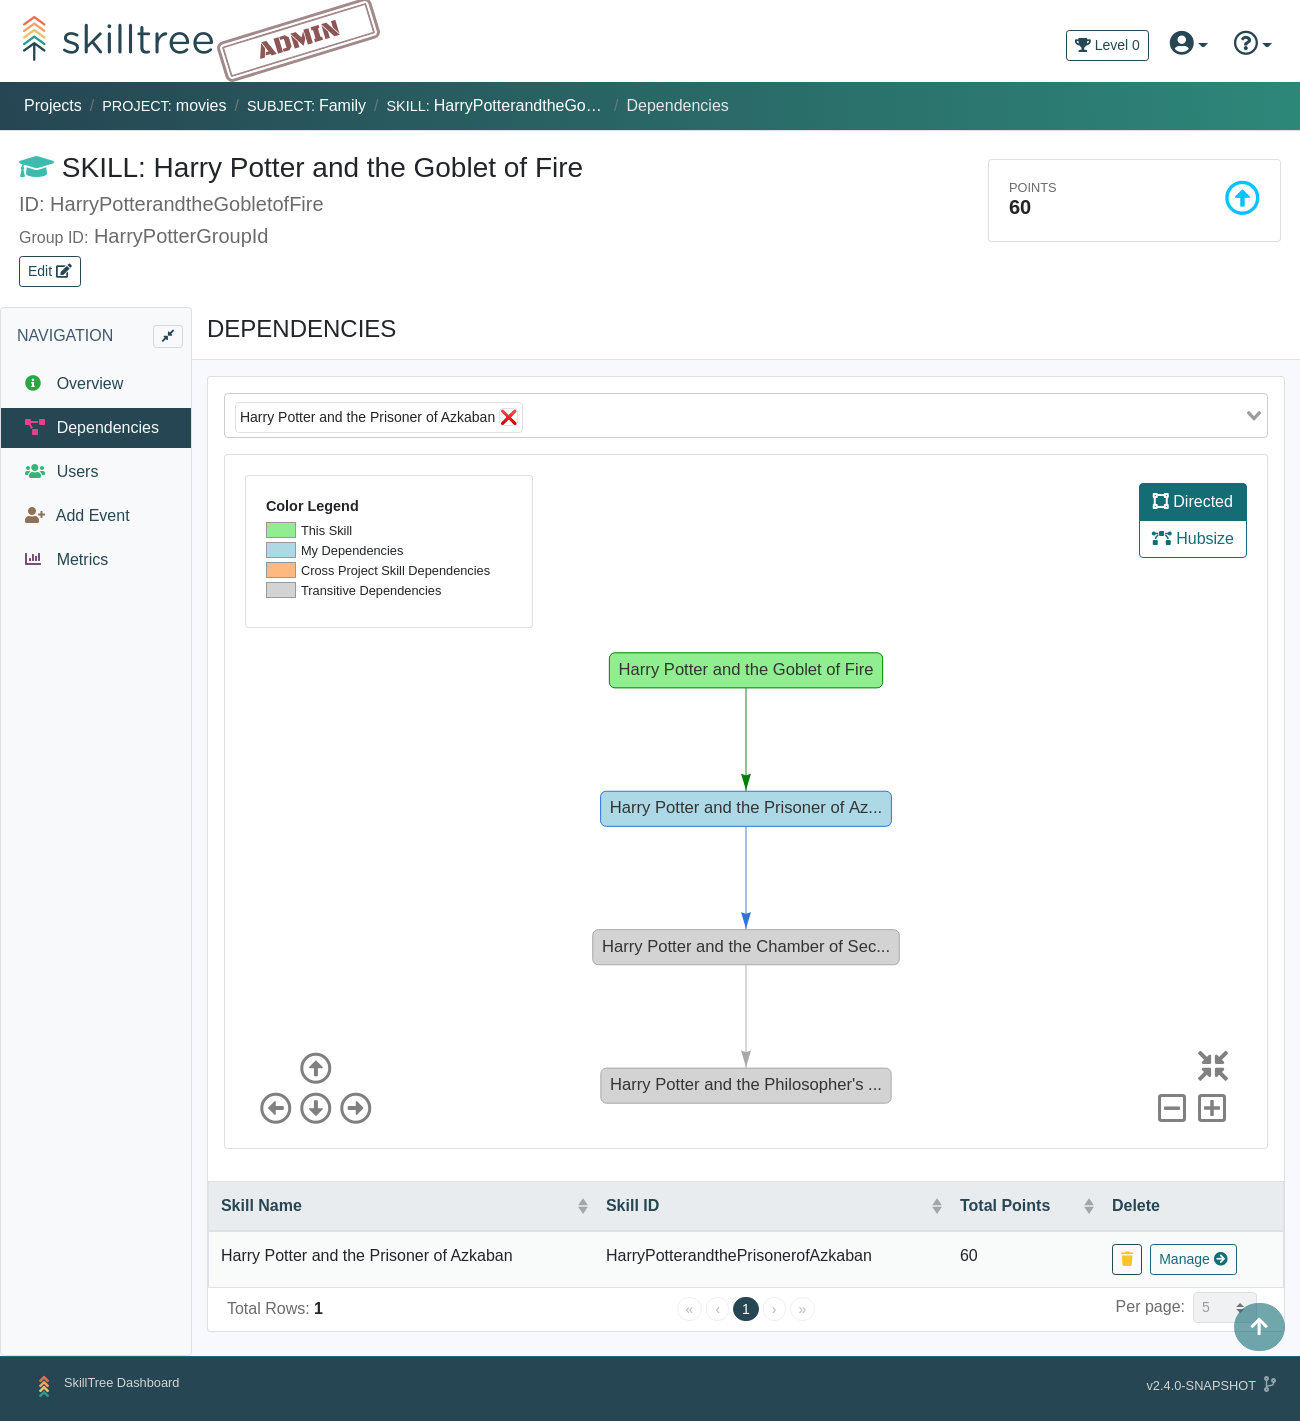 skilltree
ADMIN
Level 0
Projects / PROJECT: movies / SUBJECT: Family / SKILL: HarryPotterandtheGo… / Dependencies
SKILL: Harry Potter and the Goblet of Fire
ID: HarryPotterandtheGobletofFire
Group ID: HarryPotterGroupId
Edit
POINTS
60
NAVIGATION
Overview
Dependencies
Users
Add Event
Metrics
DEPENDENCIES
Harry Potter and the Prisoner of Azkaban
Color Legend
This Skill
My Dependencies
Cross Project Skill Dependencies
Transitive Dependencies
Directed
Hubsize
Harry Potter and the Goblet of Fire
Harry Potter and the Prisoner of Az...
Harry Potter and the Chamber of Sec...
Harry Potter and the Philosopher's ...
Skill Name Skill ID Total Points Delete
Harry Potter and the Prisoner of Azkaban HarryPotterandthePrisonerofAzkaban 60 Manage
Total Rows: 1 « ‹ 1 › » Per page: 5
SkillTree Dashboard
v2.4.0-SNAPSHOT